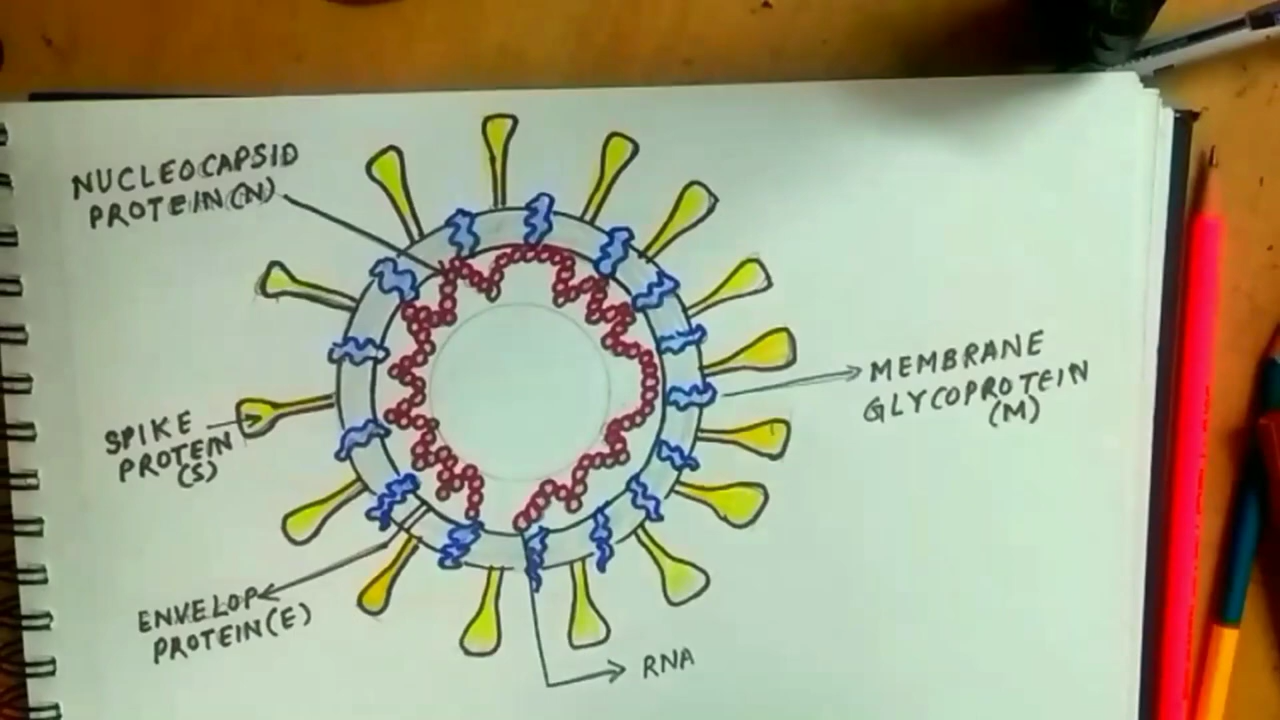 NUCLEOCAPSID
PROTEIN(N)
SPIKE
PROTEIN
(S)
ENVELOP
PROTEIN(E)
MEMBRANE
GLYCOPROTEIN
(M)
RNA